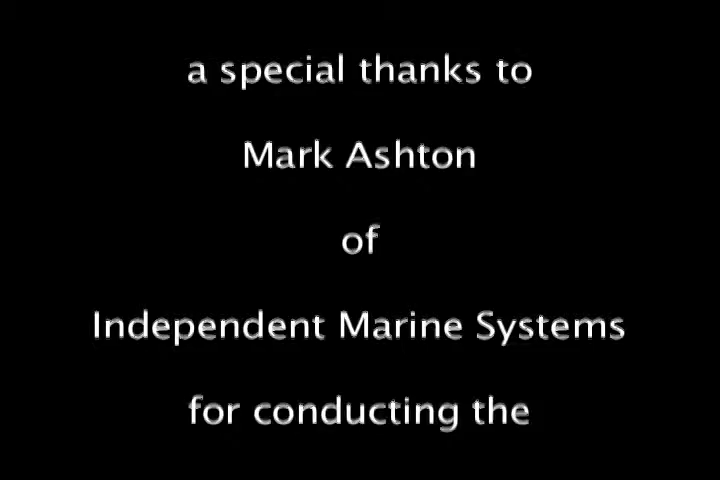 a special thanks to
Mark Ashton
of
Independent Marine Systems
for conducting the